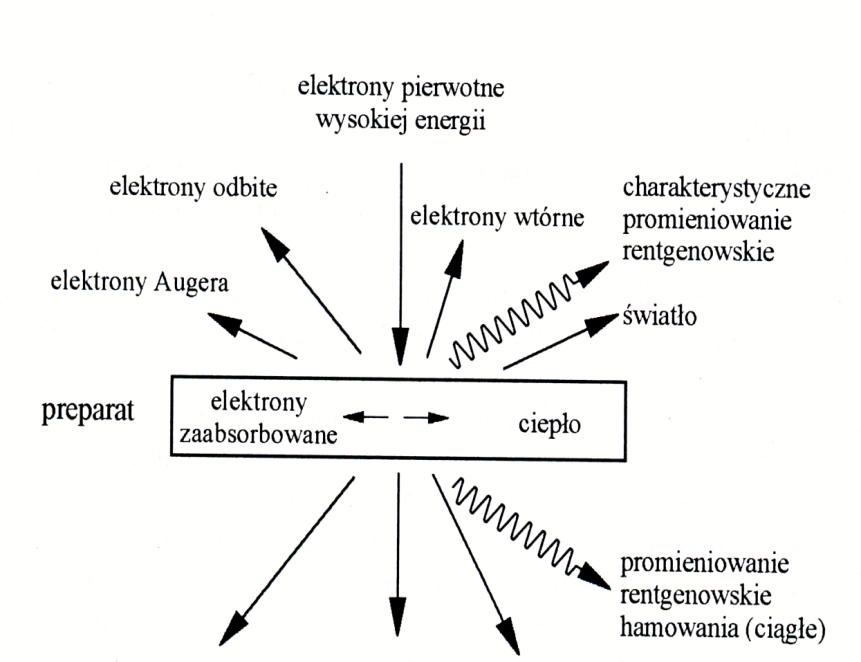 elektrony pierwotne
wysokiej energii
elektrony odbite
elektrony wtórne
charakterystyczne
promieniowanie
rentgenowskie
elektrony Augera
światło
preparat
elektrony
zaabsorbowane
ciepło
promieniowanie
rentgenowskie
hamowania (ciągłe)